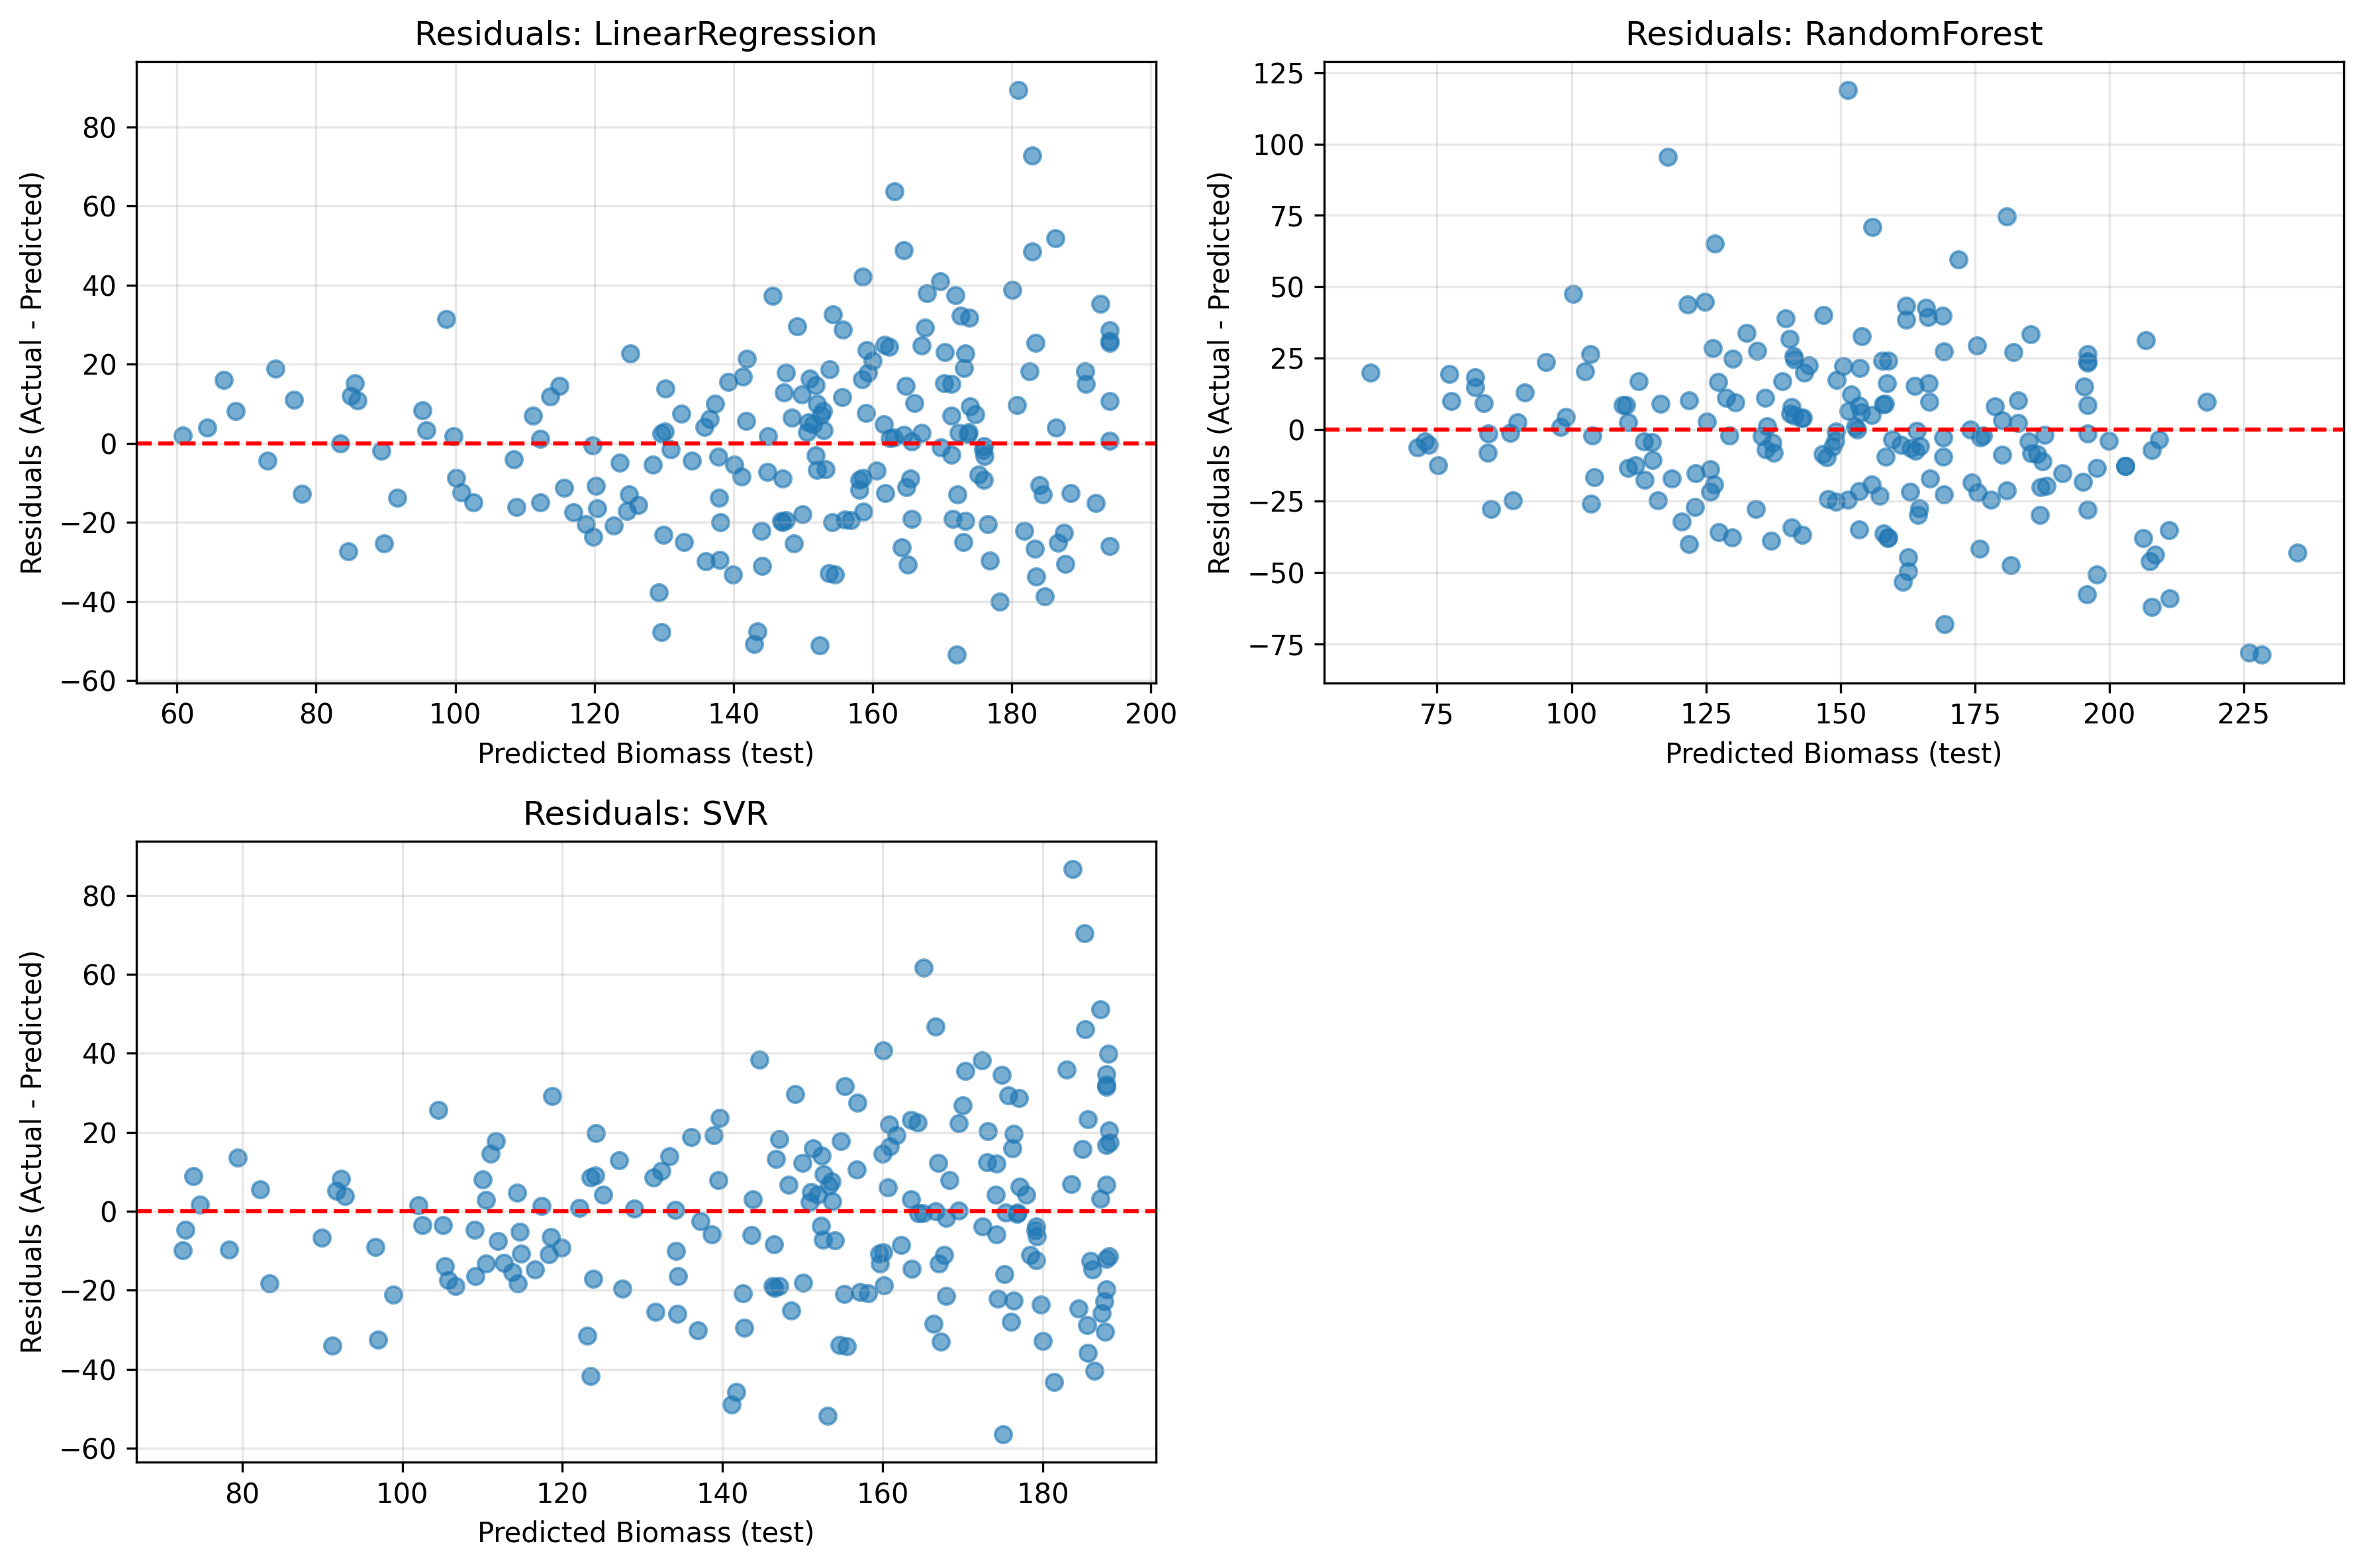 Residuals: LinearRegression
Residuals (Actual - Predicted)
80
60
40
20
0
−20
−40
−60
60 80 100 120 140 160 180 200
Predicted Biomass (test)
Residuals: RandomForest
Residuals (Actual - Predicted)
125
100
75
50
25
0
−25
−50
−75
75 100 125 150 175 200 225
Predicted Biomass (test)
Residuals: SVR
Residuals (Actual - Predicted)
80
60
40
20
0
−20
−40
−60
80 100 120 140 160 180
Predicted Biomass (test)